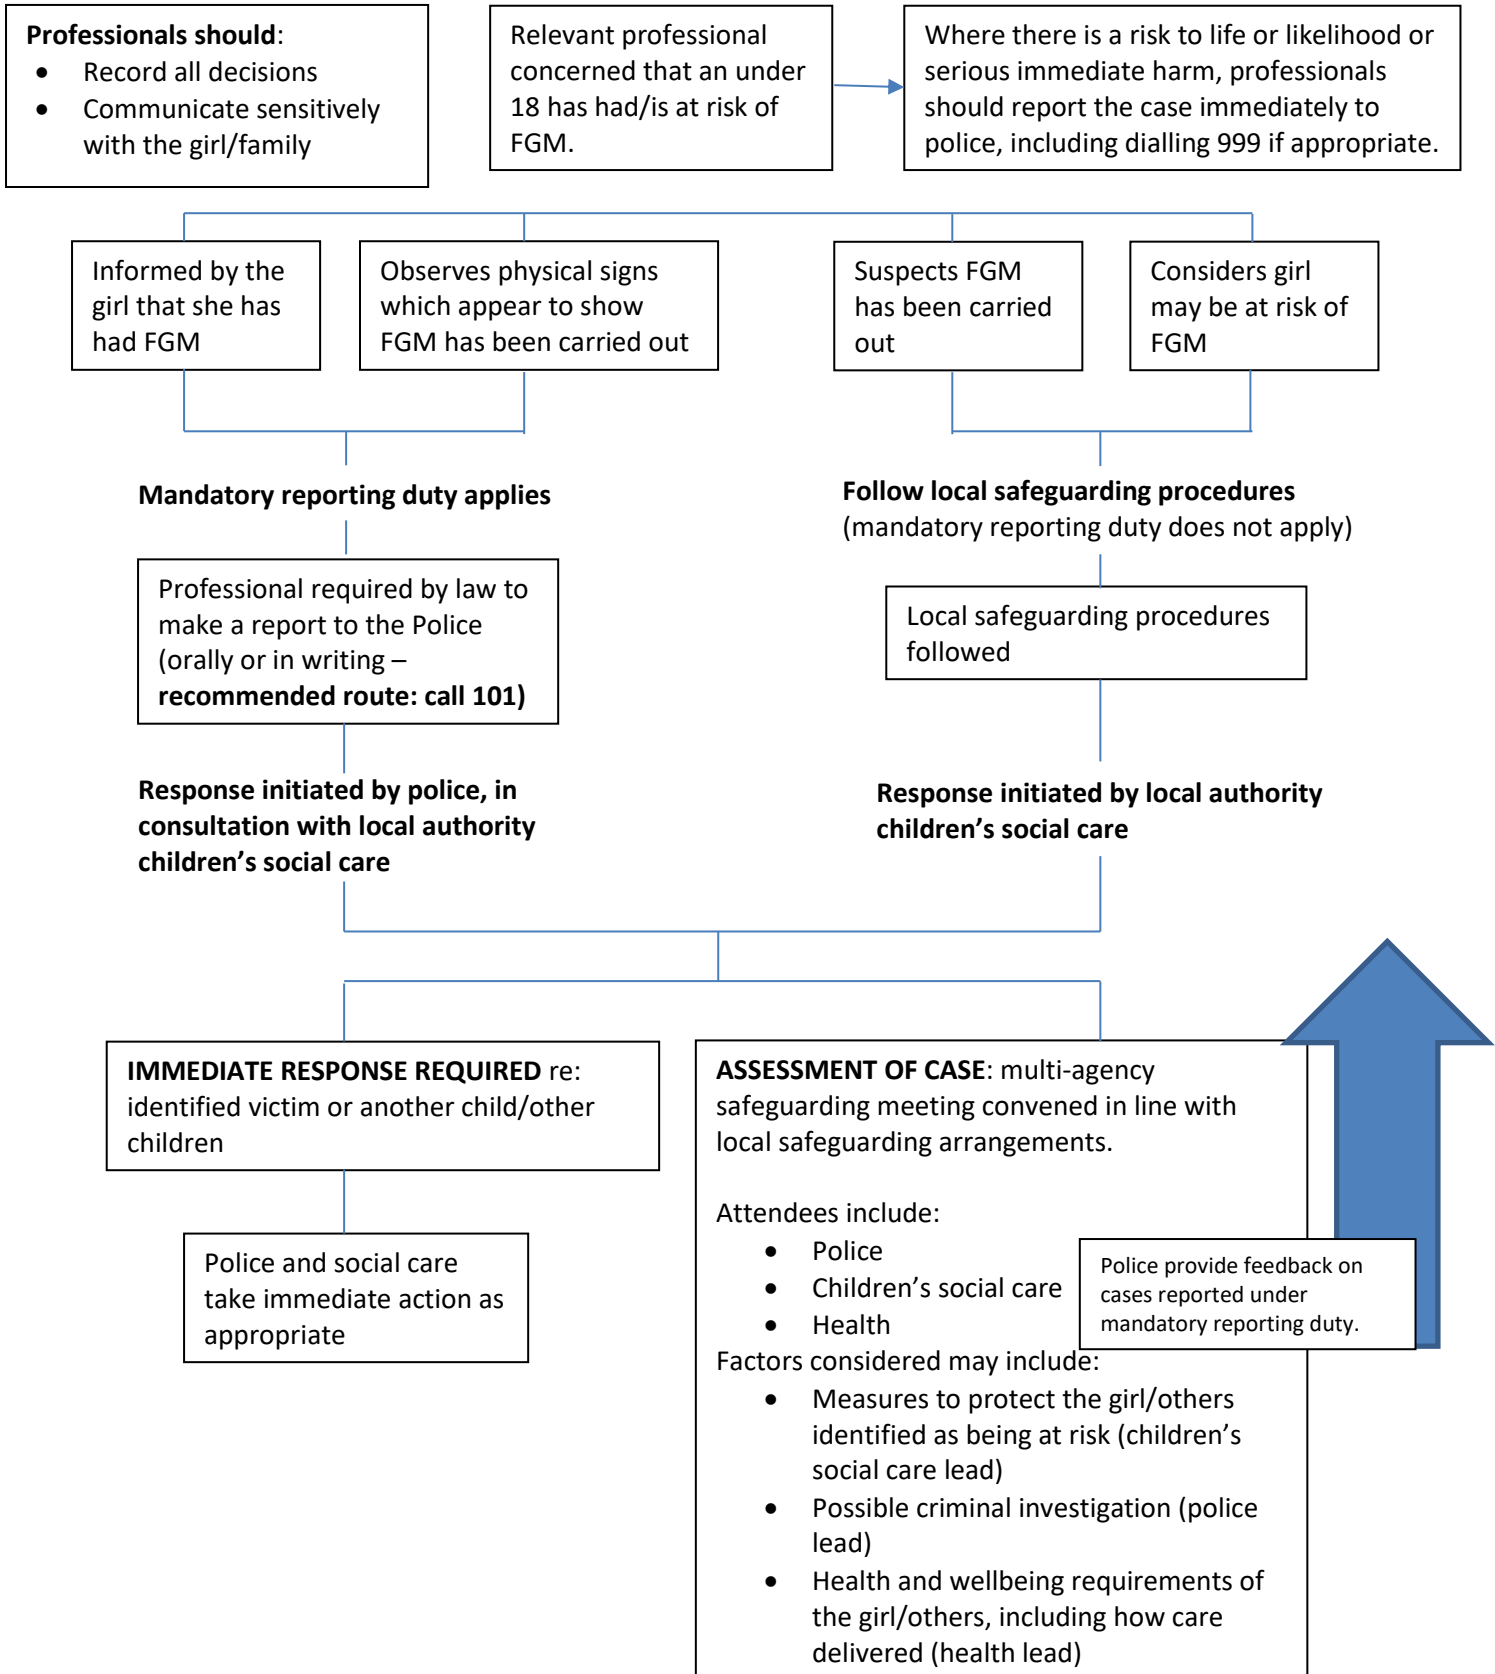 Professionals should:
• Record all decisions
• Communicate sensitively
with the girl/family
Relevant professional
concerned that an under
18 has had/is at risk of
FGM.
Where there is a risk to life or likelihood or
serious immediate harm, professionals
should report the case immediately to
police, including dialling 999 if appropriate.
Informed by the
girl that she has
had FGM
Observes physical signs
which appear to show
FGM has been carried out
Suspects FGM
has been carried
out
Considers girl
may be at risk of
FGM
Mandatory reporting duty applies
Follow local safeguarding procedures
(mandatory reporting duty does not apply)
Professional required by law to
make a report to the Police
(orally or in writing –
recommended route: call 101)
Local safeguarding procedures
followed
Response initiated by police, in
consultation with local authority
children’s social care
Response initiated by local authority
children’s social care
IMMEDIATE RESPONSE REQUIRED re:
identified victim or another child/other
children
Police and social care
take immediate action as
appropriate
ASSESSMENT OF CASE: multi-agency
safeguarding meeting convened in line with
local safeguarding arrangements.
Attendees include:
• Police
• Children’s social care
• Health
Factors considered may include:
• Measures to protect the girl/others
identified as being at risk (children’s
social care lead)
• Possible criminal investigation (police
lead)
• Health and wellbeing requirements of
the girl/others, including how care
delivered (health lead)
Police provide feedback on
cases reported under
mandatory reporting duty.